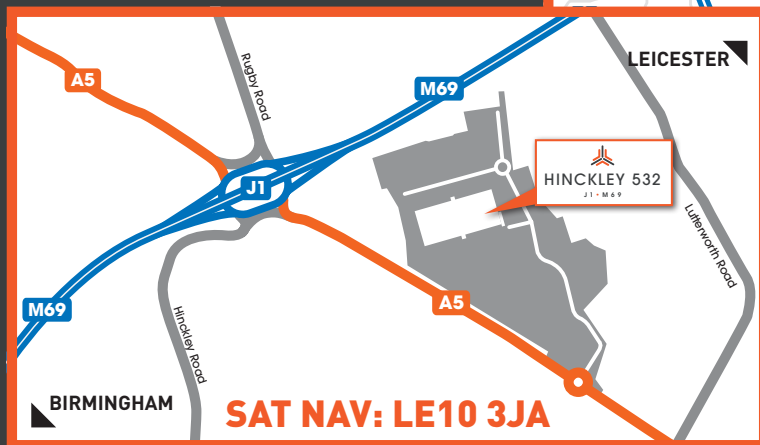 LEICESTER
A5
Rugby Road
M69
HINCKLEY 532
J1 • M69
J1
Lutterworth Road
A5
M69
Hinckley Road
BIRMINGHAM
SAT NAV: LE10 3JA